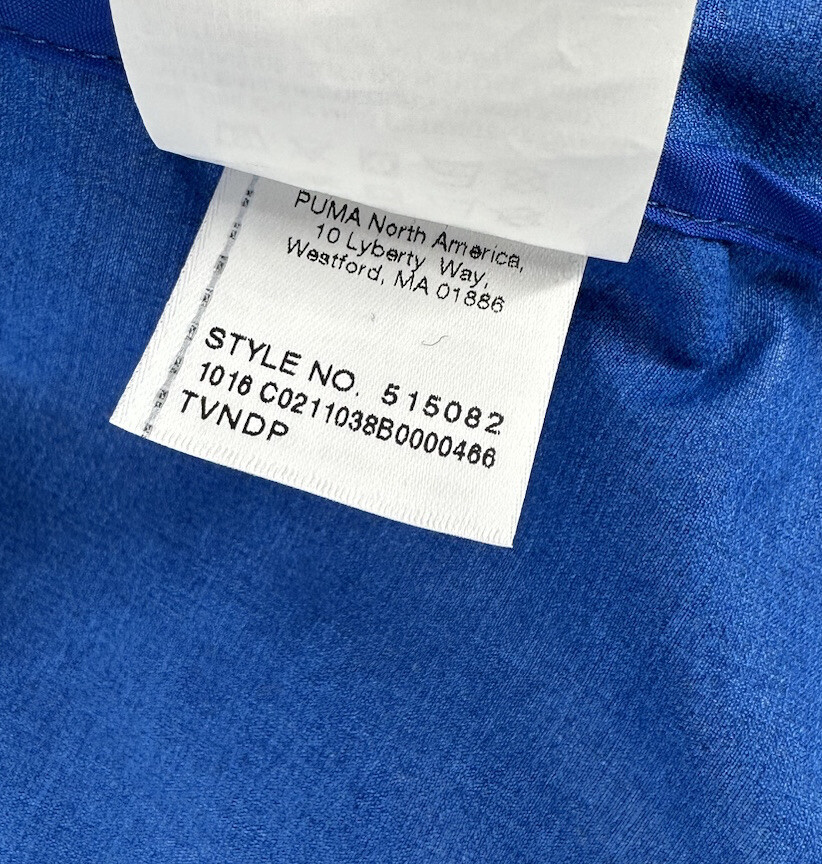 PUMA North America,
10 Lyberty Way,
Westford, MA 01886
STYLE NO. 515082
1016 C0211038B0000466
TVNDP